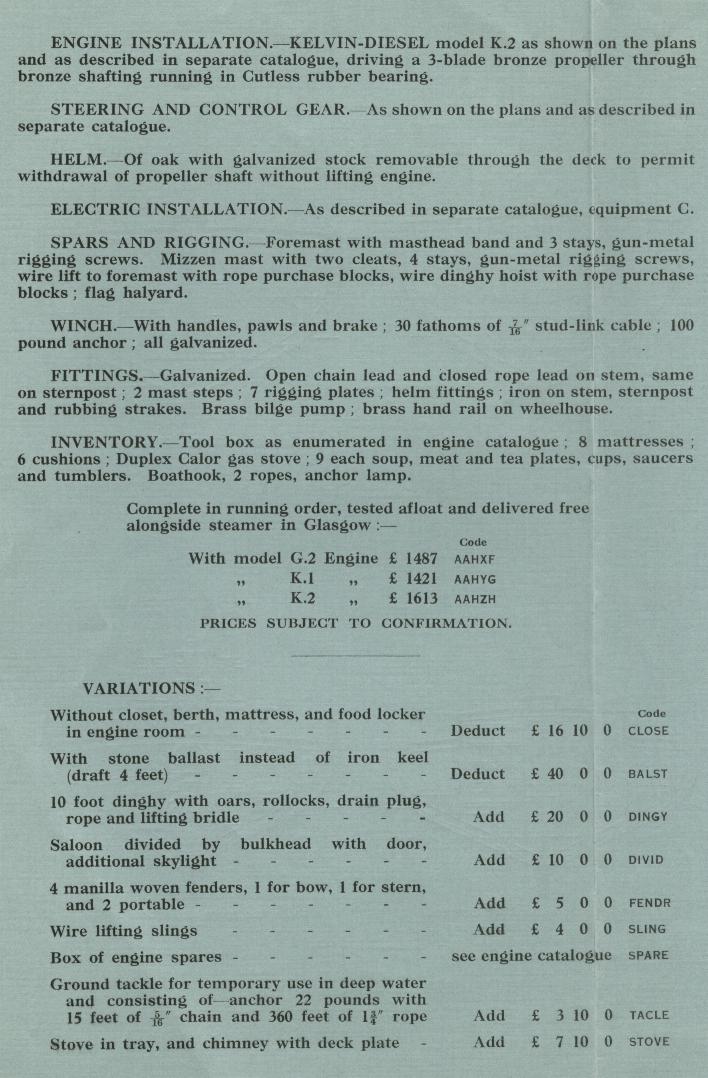 ENGINE INSTALLATION.—KELVIN-DIESEL model K.2 as shown on the plans
and as described in separate catalogue, driving a 3-blade bronze propeller through
bronze shafting running in Cutless rubber bearing.
STEERING AND CONTROL GEAR.—As shown on the plans and as described in
separate catalogue.
HELM.—Of oak with galvanized stock removable through the deck to permit
withdrawal of propeller shaft without lifting engine.
ELECTRIC INSTALLATION.—As described in separate catalogue, equipment C.
SPARS AND RIGGING.—Foremast with masthead band and 3 stays, gun-metal
rigging screws. Mizzen mast with two cleats, 4 stays, gun-metal rigging screws,
wire lift to foremast with rope purchase blocks, wire dinghy hoist with rope purchase
blocks ; flag halyard.
WINCH.—With handles, pawls and brake ; 30 fathoms of 7/16″ stud-link cable ; 100
pound anchor ; all galvanized.
FITTINGS.—Galvanized. Open chain lead and closed rope lead on stem, same
on sternpost ; 2 mast steps ; 7 rigging plates ; helm fittings ; iron on stem, sternpost
and rubbing strakes. Brass bilge pump ; brass hand rail on wheelhouse.
INVENTORY.—Tool box as enumerated in engine catalogue ; 8 mattresses ;
6 cushions ; Duplex Calor gas stove ; 9 each soup, meat and tea plates, cups, saucers
and tumblers. Boathook, 2 ropes, anchor lamp.
Complete in running order, tested afloat and delivered free
alongside steamer in Glasgow :—
Code
With model G.2 Engine £ 1487 AAHXF
„ K.1 „ £ 1421 AAHYG
„ K.2 „ £ 1613 AAHZH
PRICES SUBJECT TO CONFIRMATION.
VARIATIONS :—
Code
Without closet, berth, mattress, and food locker
in engine room - - - - - - - Deduct £ 16 10 0 CLOSE
With stone ballast instead of iron keel
(draft 4 feet) - - - - - - - Deduct £ 40 0 0 BALST
10 foot dinghy with oars, rollocks, drain plug,
rope and lifting bridle - - - - - Add £ 20 0 0 DINGY
Saloon divided by bulkhead with door,
additional skylight - - - - - - Add £ 10 0 0 DIVID
4 manilla woven fenders, 1 for bow, 1 for stern,
and 2 portable - - - - - - - Add £ 5 0 0 FENDR
Wire lifting slings - - - - - - Add £ 4 0 0 SLING
Box of engine spares - - - - - - see engine catalogue SPARE
Ground tackle for temporary use in deep water
and consisting of—anchor 22 pounds with
15 feet of 5/16″ chain and 360 feet of 1¾″ rope Add £ 3 10 0 TACLE
Stove in tray, and chimney with deck plate - Add £ 7 10 0 STOVE